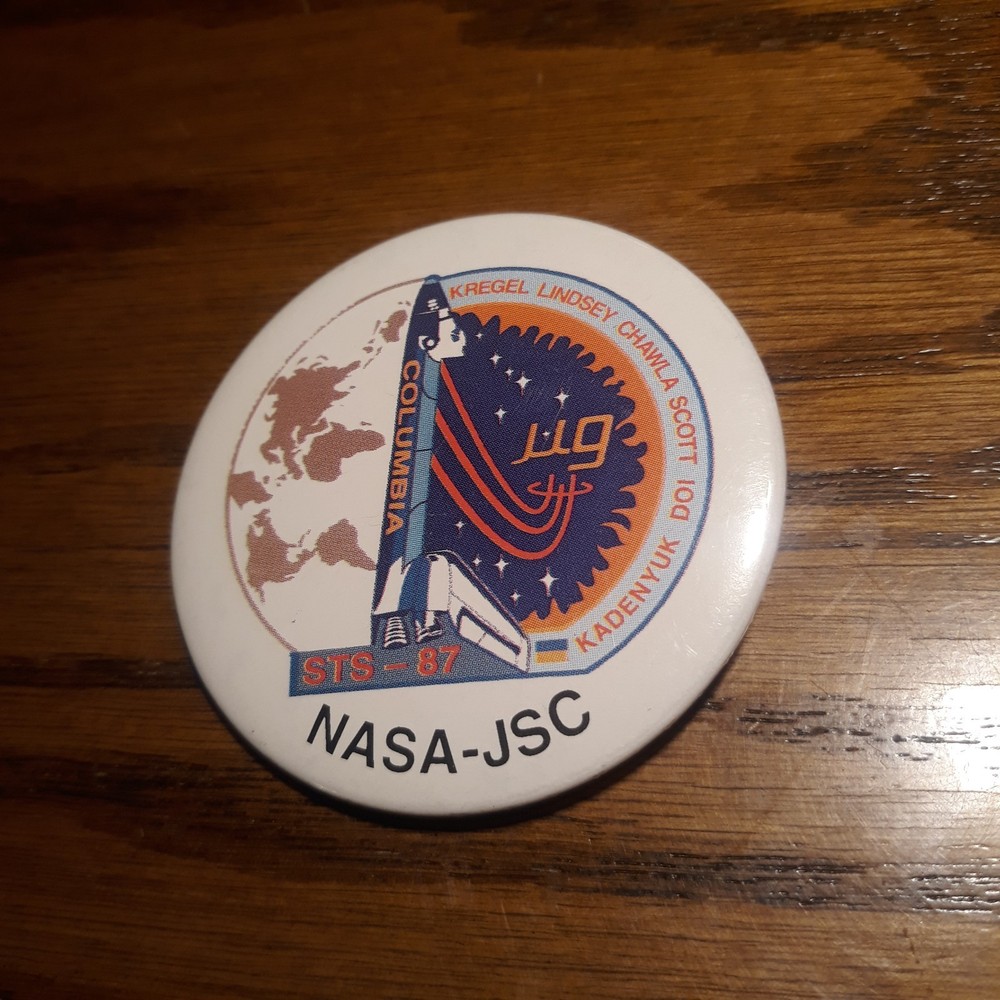 KREGEL LINDSEY CHAWLA SCOTT DOI KADENYUK
COLUMBIA
µg
STS - 87
NASA-JSC